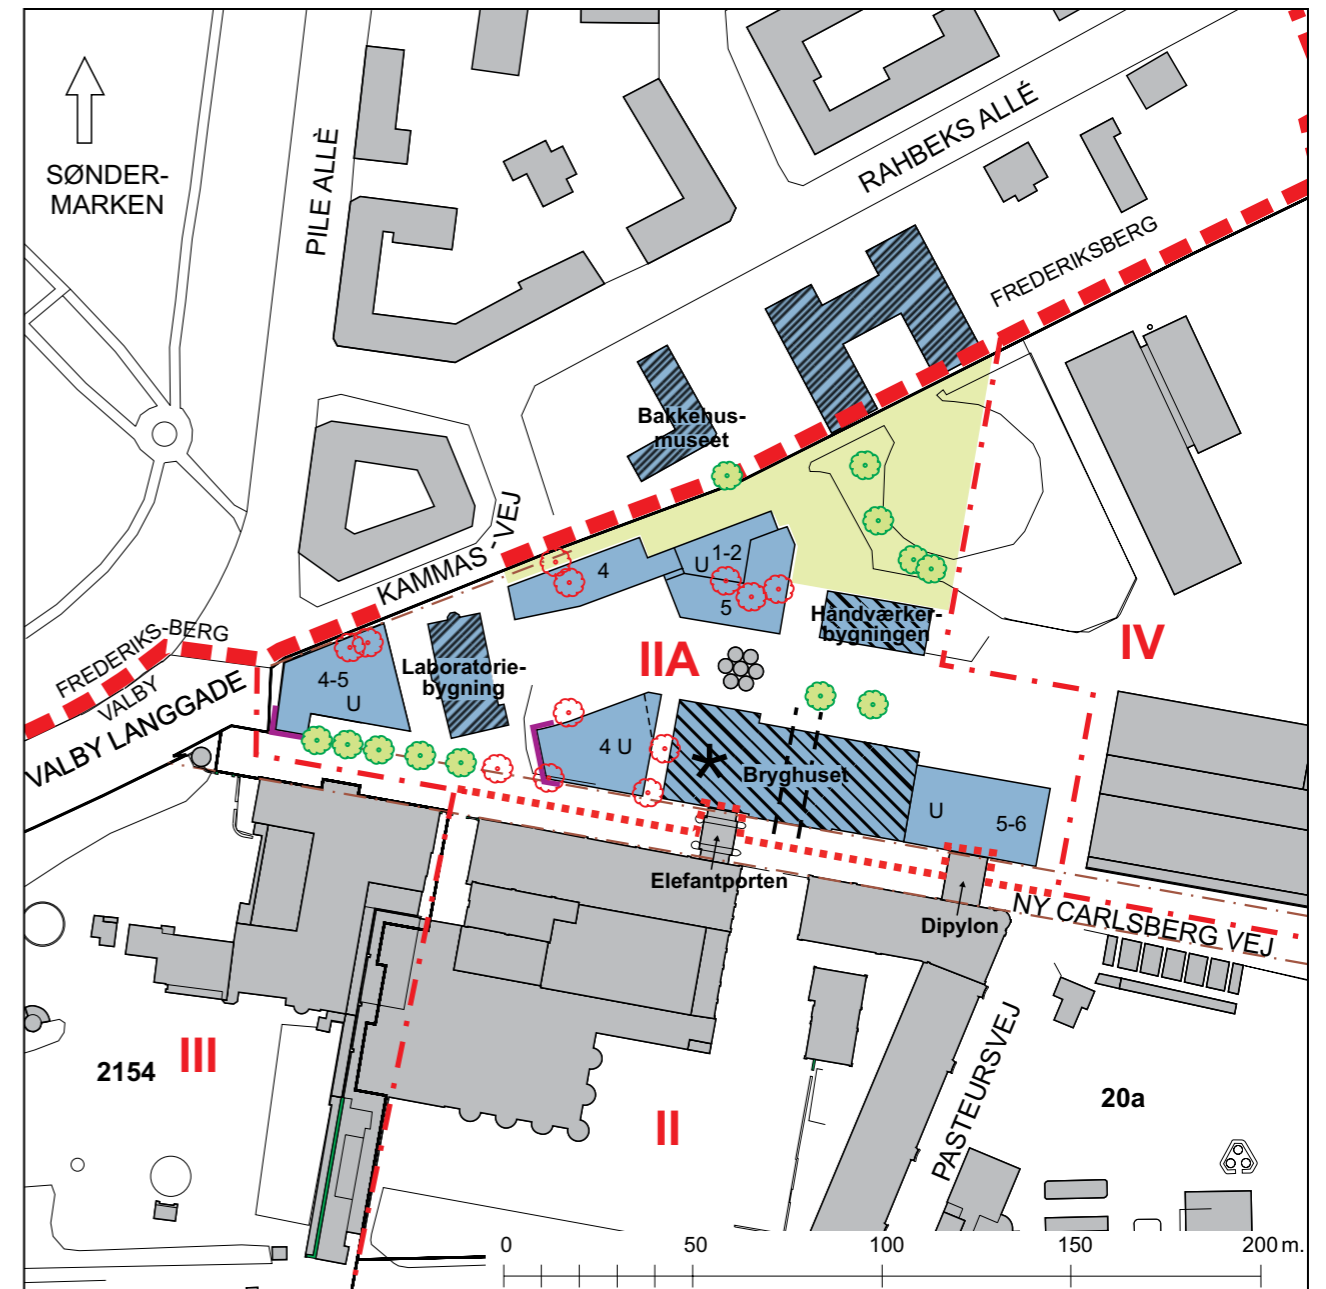 SØNDER-
MARKEN
PILE ALLÈ
RAHBEKS ALLÉ
FREDERIKSBERG
Bakkehus-
museet
KAMMAS-VEJ
FREDERIKS-BERG
VALBY
VALBY LANGGADE
4
U
1-2
5
Håndværker-
bygningen
IIA
IV
Laboratorie-
bygning
4-5
U
4 U
Bryghuset
U
5-6
Elefantporten
Dipylon
NY CARLSBERG VEJ
PASTEURSVEJ
III
2154
II
20a
0
50
100
150
200 m.